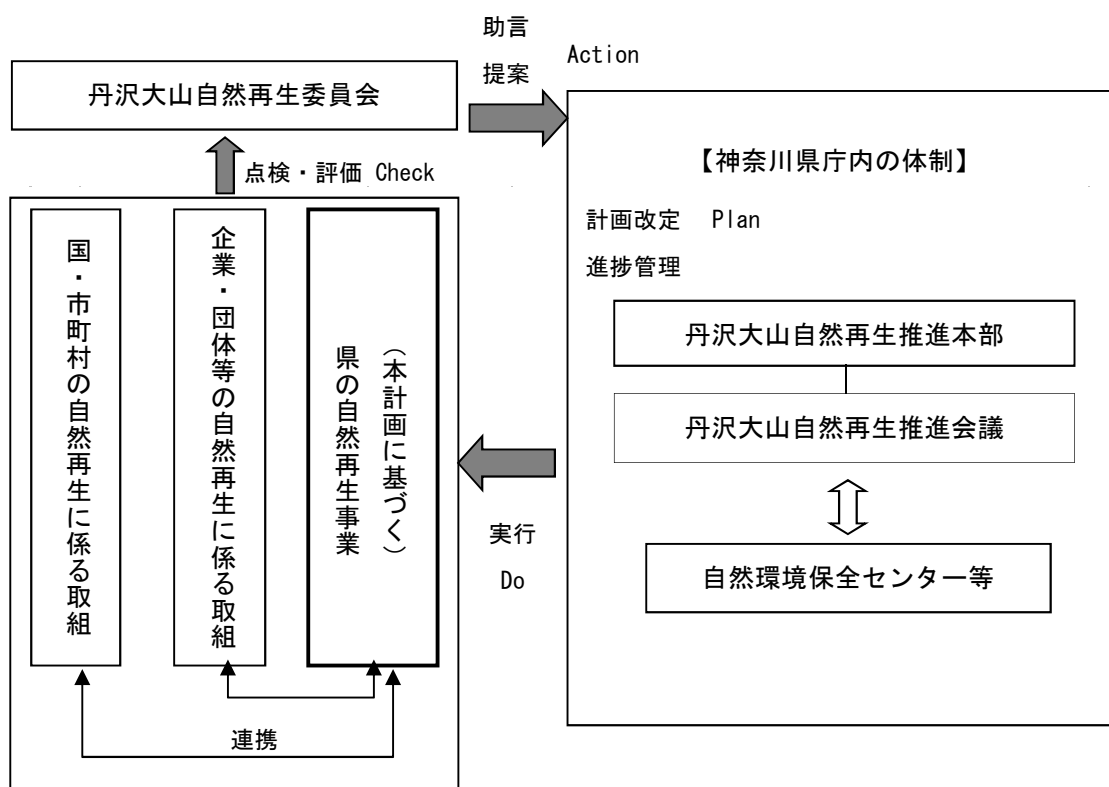 助言
提案
Action
丹沢大山自然再生委員会
点検・評価 Check
【神奈川県庁内の体制】
計画改定 Plan
進捗管理
丹沢大山自然再生推進本部
丹沢大山自然再生推進会議
自然環境保全センター等
実行
Do
国・市町村の自然再生に係る取組
企業・団体等の自然再生に係る取組
（本計画に基づく）
県の自然再生事業
連携